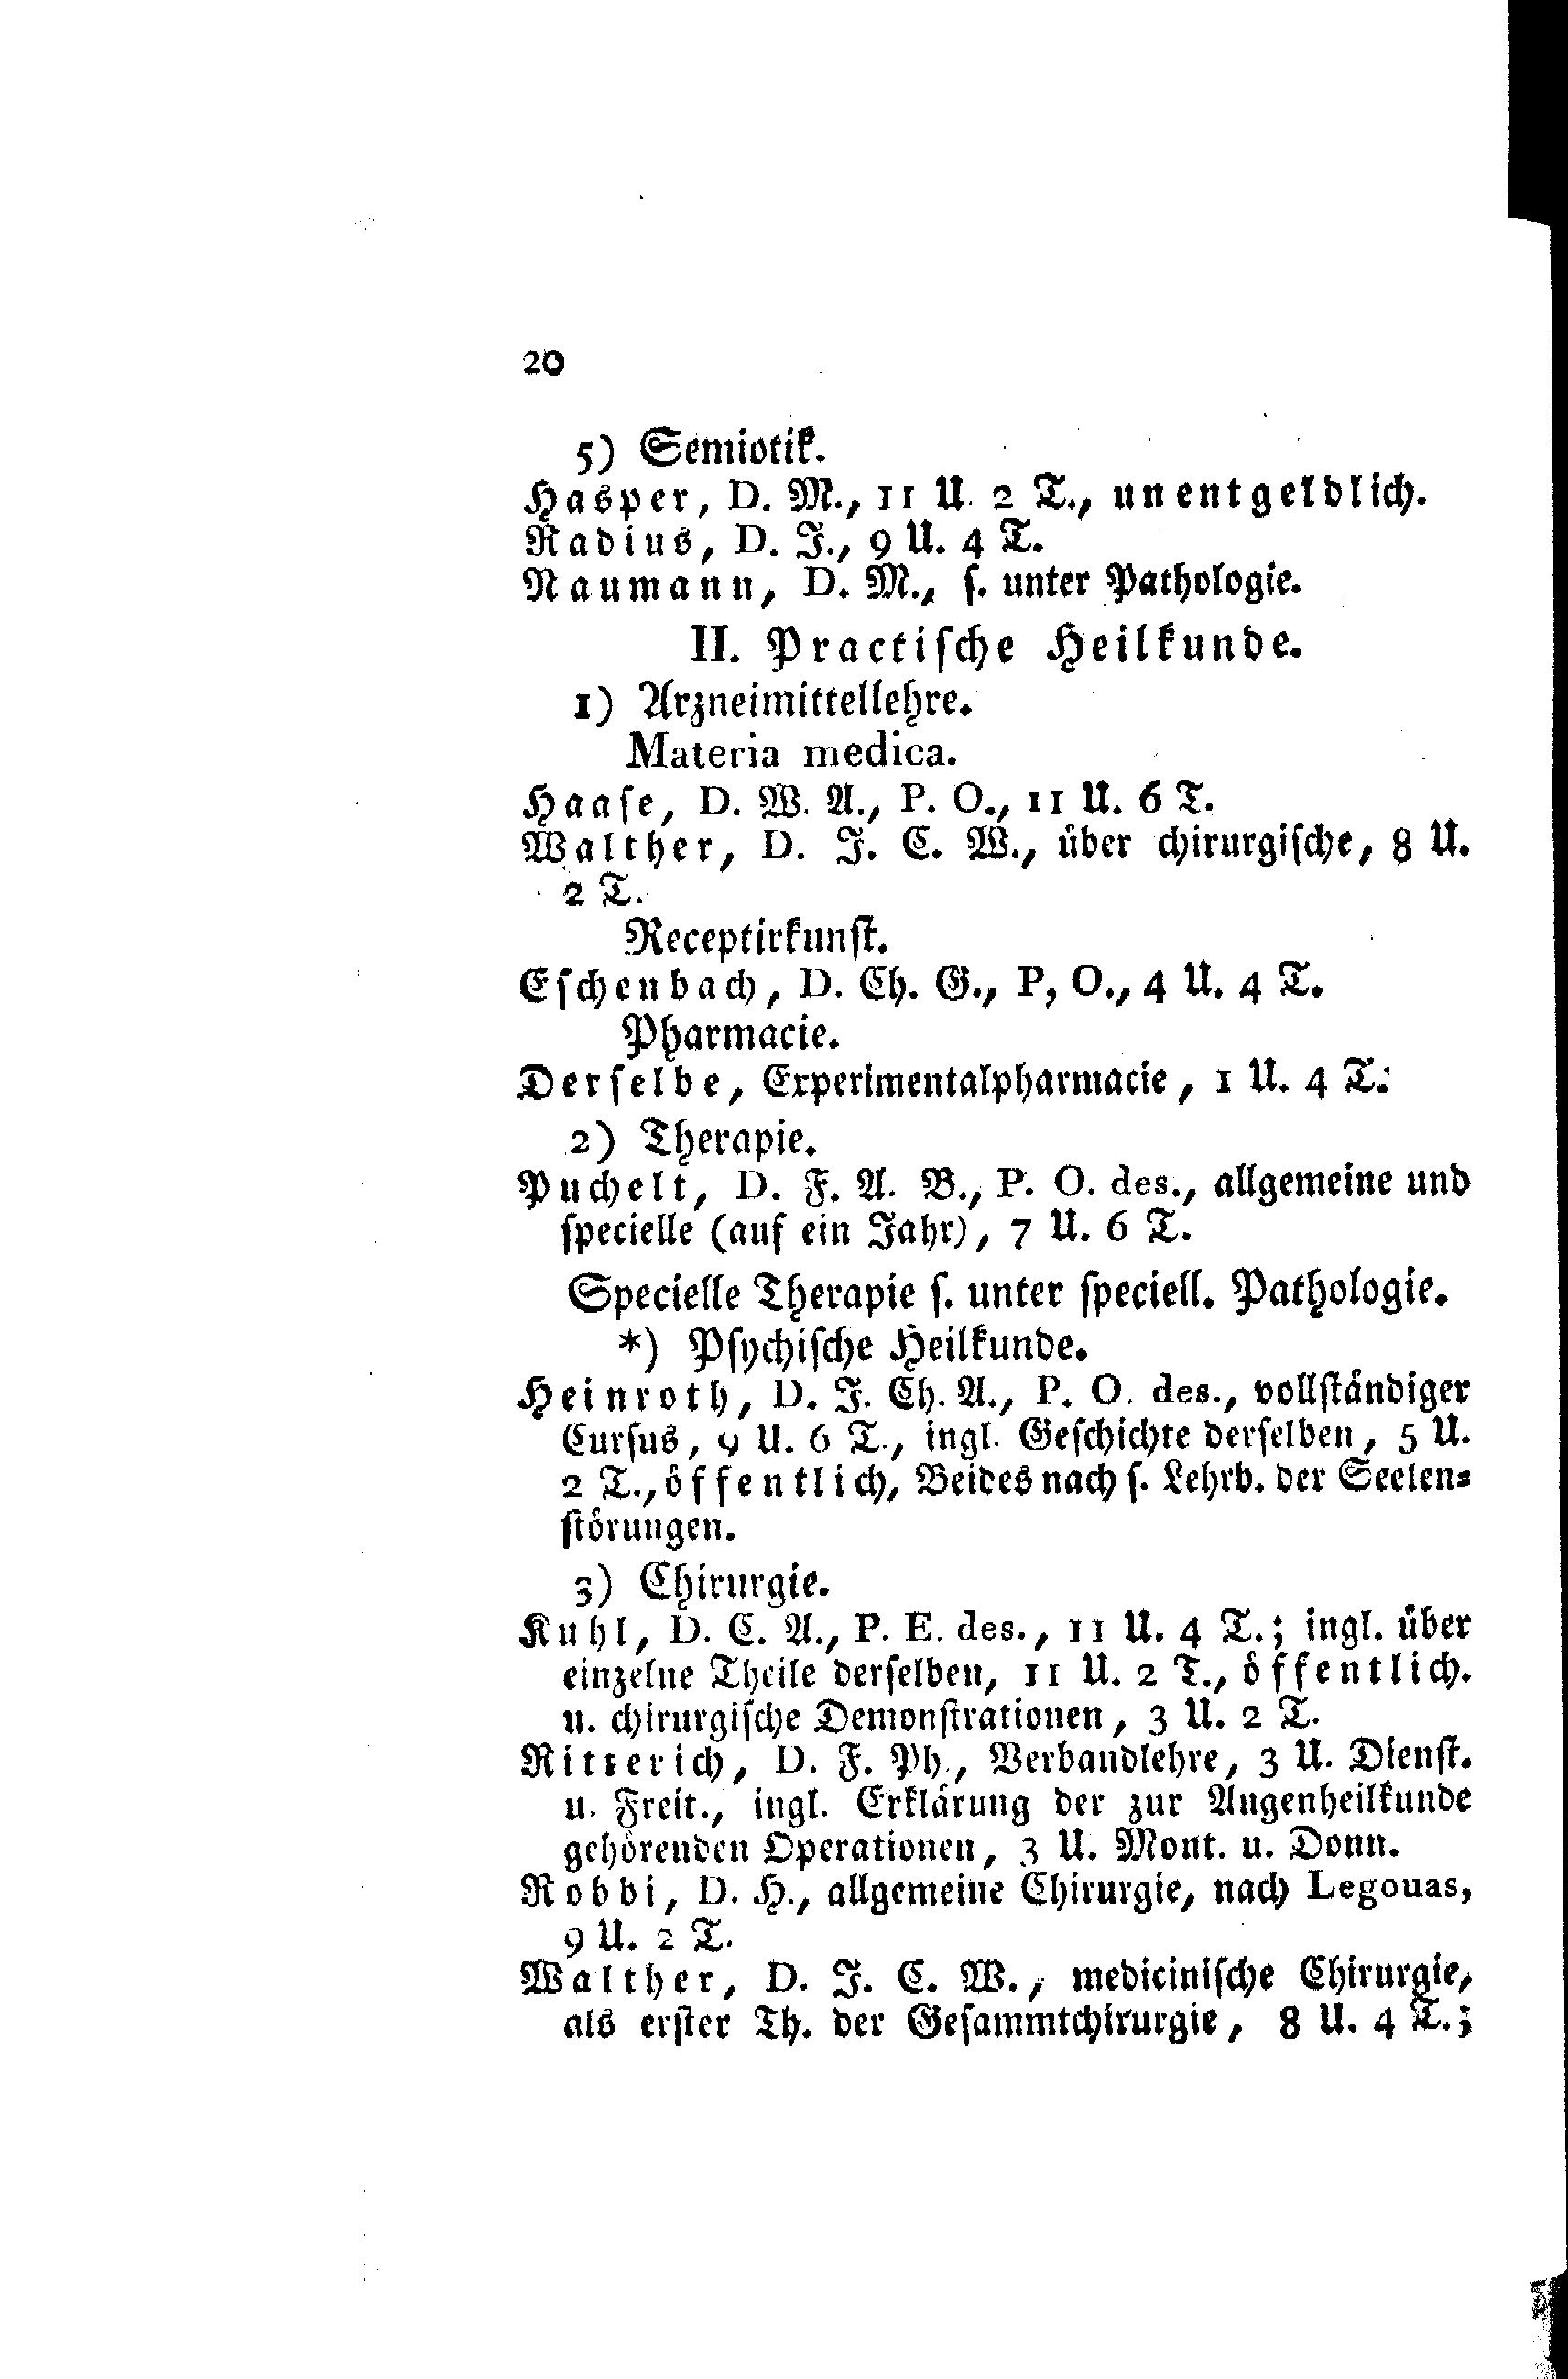 20
5) Semiotik.
Hasper, D. M., 11 U. 2 T., unentgeldlich.
Radius, D. J., 9 U. 4 T.
Naumann, D. M., s. unter Pathologie.
II. Practische Heilkunde.
1) Arzneimittellehre.
Materia medica.
Haase, D. W. A., P. O., 11 U. 6 T.
Walther, D. J. C. W., über chirurgische, 8 U.
2 T.
Receptirkunst.
Eschenbach, D. Ch. G., P, O., 4 U. 4 T.
Pharmacie.
Derselbe, Experimentalpharmacie, 1 U. 4 T.
2) Therapie.
Puchelt, D. F. A. B., P. O. des., allgemeine und
specielle (auf ein Jahr), 7 U. 6 T.
Specielle Therapie s. unter speciell. Pathologie.
*) Psychische Heilkunde.
Heinroth, D. J. Ch. A., P. O. des., vollständiger
Cursus, 9 U. 6 T., ingl. Geschichte derselben, 5 U.
2 T., öffentlich, Beides nach s. Lehrb. der Seelen-
störungen.
3) Chirurgie.
Kuhl, D. C. A., P. E. des., 11 U. 4 T.; ingl. über
einzelne Theile derselben, 11 U. 2 T., öffentlich.
u. chirurgische Demonstrationen, 3 U. 2 T.
Ritterich, D. F. Ph., Verbandlehre, 3 U. Dienst.
u. Freit., ingl. Erklärung der zur Augenheilkunde
gehörenden Operationen, 3 U. Mont. u. Donn.
Robbi, D. H., allgemeine Chirurgie, nach Legouas,
9 U. 2 T.
Walther, D. J. C. W., medicinische Chirurgie,
als erster Th. der Gesammtchirurgie, 8 U. 4 T.;